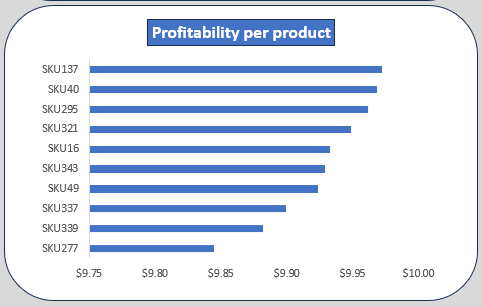 Profitability per product
SKU137
SKU40
SKU295
SKU321
SKU16
SKU343
SKU49
SKU337
SKU339
SKU277
$9.75 $9.80 $9.85 $9.90 $9.95 $10.00